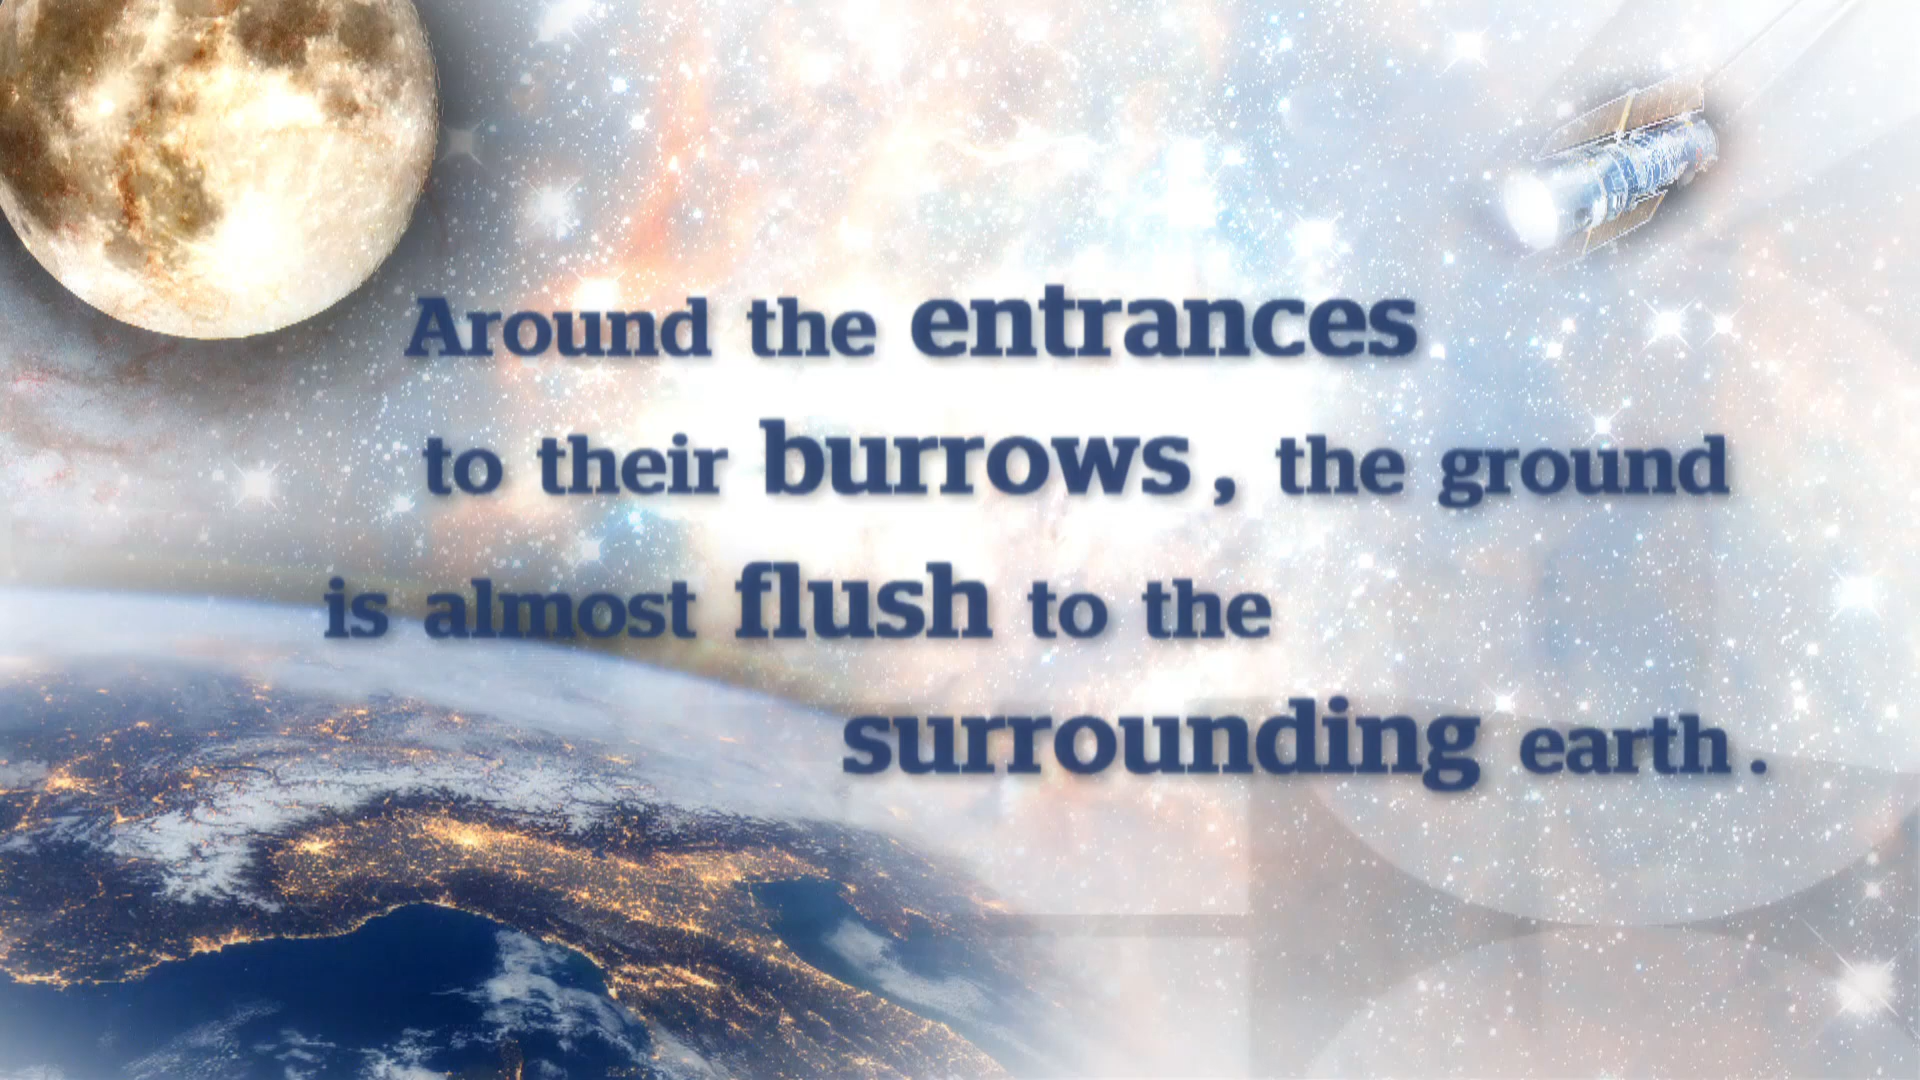 Around the entrances
to their burrows, the ground
is almost flush to the
surrounding earth.